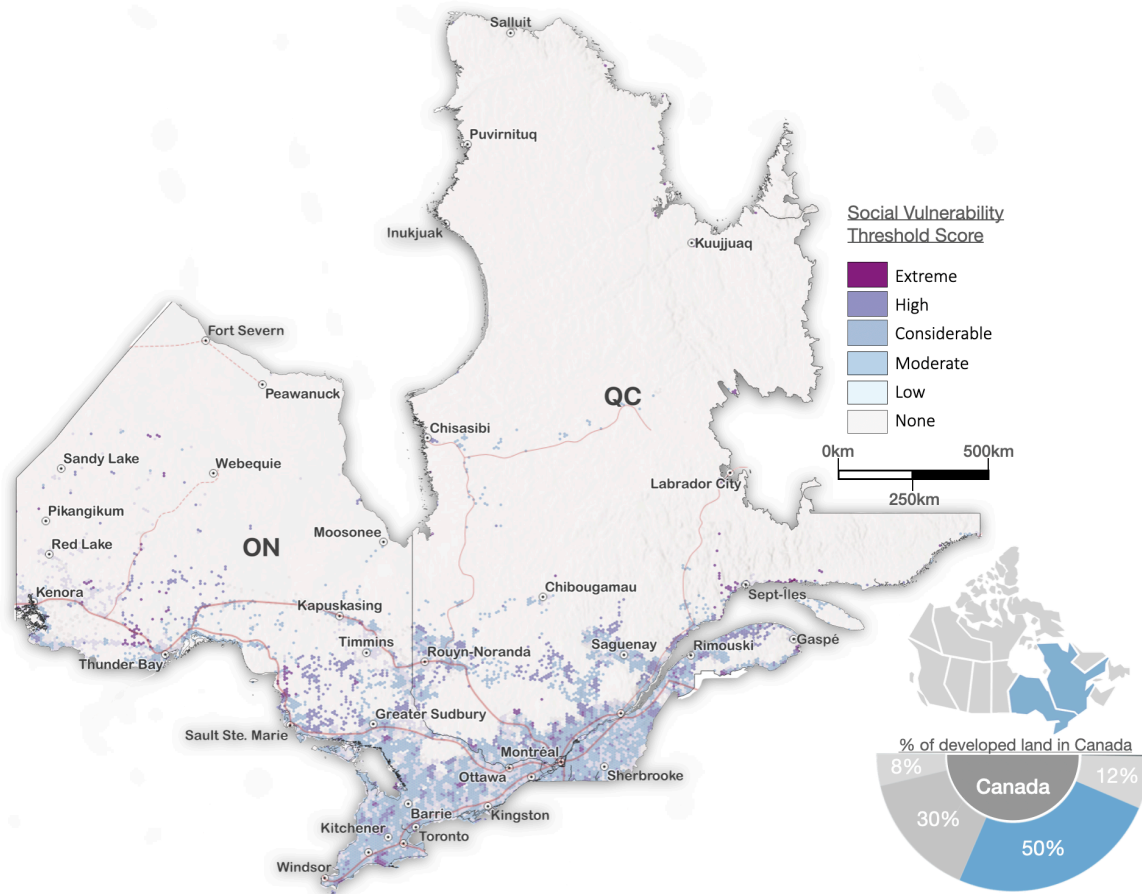 Salluit
Puvirnituq
Inukjuak
Kuujjuaq
Social Vulnerability
Threshold Score
Extreme
High
Considerable
Moderate
Low
None
Fort Severn
Peawanuck
QC
Chisasibi
0km
500km
250km
Sandy Lake
Webequie
Labrador City
Pikangikum
Moosonee
Red Lake
ON
Kenora
Chibougamau
Sept-Îles
Kapuskasing
Timmins
Saguenay
Rimouski
Gaspé
Thunder Bay
Rouyn-Noranda
Greater Sudbury
Sault Ste. Marie
Montréal
Ottawa
Sherbrooke
% of developed land in Canada
8%
Canada
12%
Barrie
Kingston
30%
Kitchener
Toronto
50%
Windsor